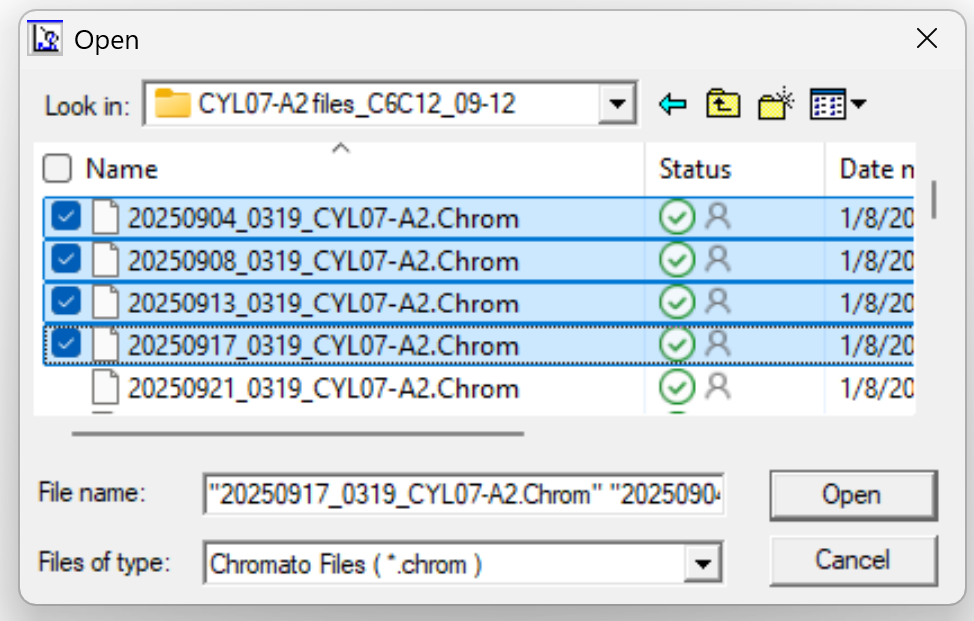 Open
Look in: CYL07-A2 files_C6C12_09-12
Name Status Date n
20250904_0319_CYL07-A2.Chrom 1/8/20
20250908_0319_CYL07-A2.Chrom 1/8/20
20250913_0319_CYL07-A2.Chrom 1/8/20
20250917_0319_CYL07-A2.Chrom 1/8/20
20250921_0319_CYL07-A2.Chrom 1/8/20
File name: "20250917_0319_CYL07-A2.Chrom" "2025090 Open
Files of type: Chromato Files ( *.chrom ) Cancel